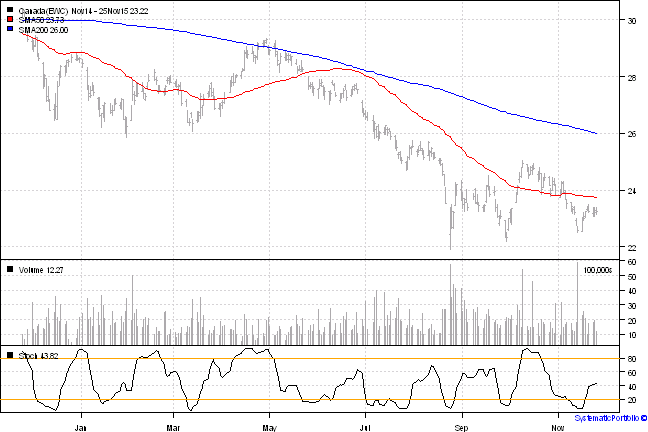 Canada(EWC) Nov14 - 25Nov15 23.22
SMA50 23.73
SMA200 26.00
30
28
26
24
22
Volume 12.27
100,000s
60
50
40
30
20
10
Stoch 43.82
80
60
40
20
Jan Mar May Jul Sep Nov
SystematicPortfolio ©